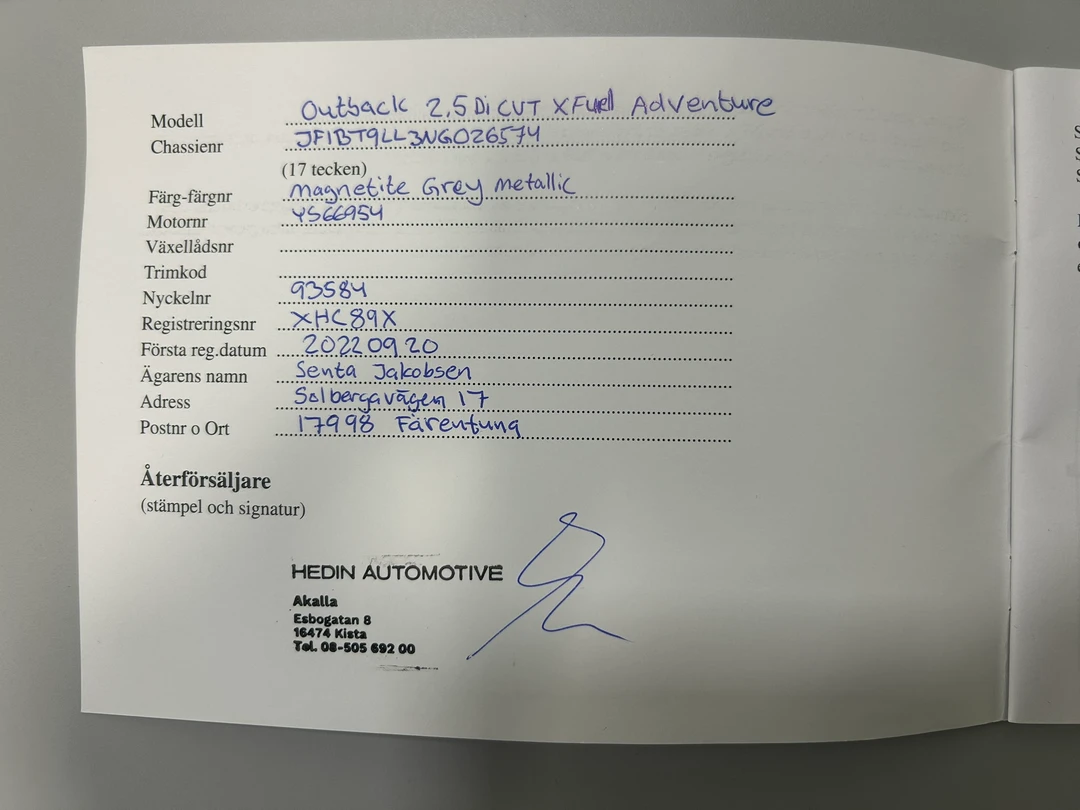 Modell Outback 2,5Di CVT XFuell Adventure
Chassienr JF1BT9LL3NG026574
(17 tecken)
Färg-färgnr Magnetite Grey metallic
Motornr YS66954
Växellådsnr
Trimkod
Nyckelnr 93584
Registreringsnr XHC89X
Första reg.datum 20220920
Ägarens namn Senta Jakobsen
Adress Solbergavägen 17
Postnr o Ort 17998 Färentuna
Återförsäljare
(stämpel och signatur)
HEDIN AUTOMOTIVE
Akalla
Esbogatan 8
16474 Kista
Tel. 08-505 692 00